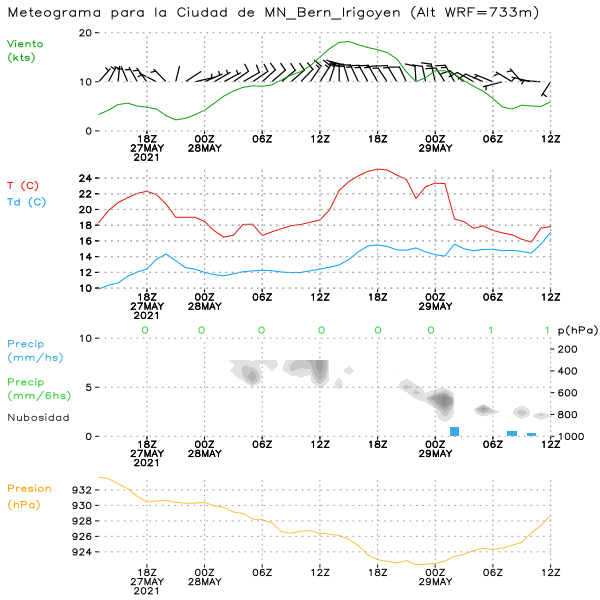 Meteograma para la Ciudad de MN_Bern_Irigoyen (Alt WRF=733m)
Viento
(kts)
20
10
0
18Z 00Z 06Z 12Z 18Z 00Z 06Z 12Z
27MAY 28MAY 29MAY
2021
T (C)
Td (C)
24
22
20
18
16
14
12
10
18Z 00Z 06Z 12Z 18Z 00Z 06Z 12Z
27MAY 28MAY 29MAY
2021
0 0 0 0 0 0 1 1 p(hPa)
Precip
(mm/hs)
Precip
(mm/6hs)
Nubosidad
10
5
0
200
400
600
800
1000
18Z 00Z 06Z 12Z 18Z 00Z 06Z 12Z
27MAY 28MAY 29MAY
2021
Presion
(hPa)
932
930
928
926
924
18Z 00Z 06Z 12Z 18Z 00Z 06Z 12Z
27MAY 28MAY 29MAY
2021